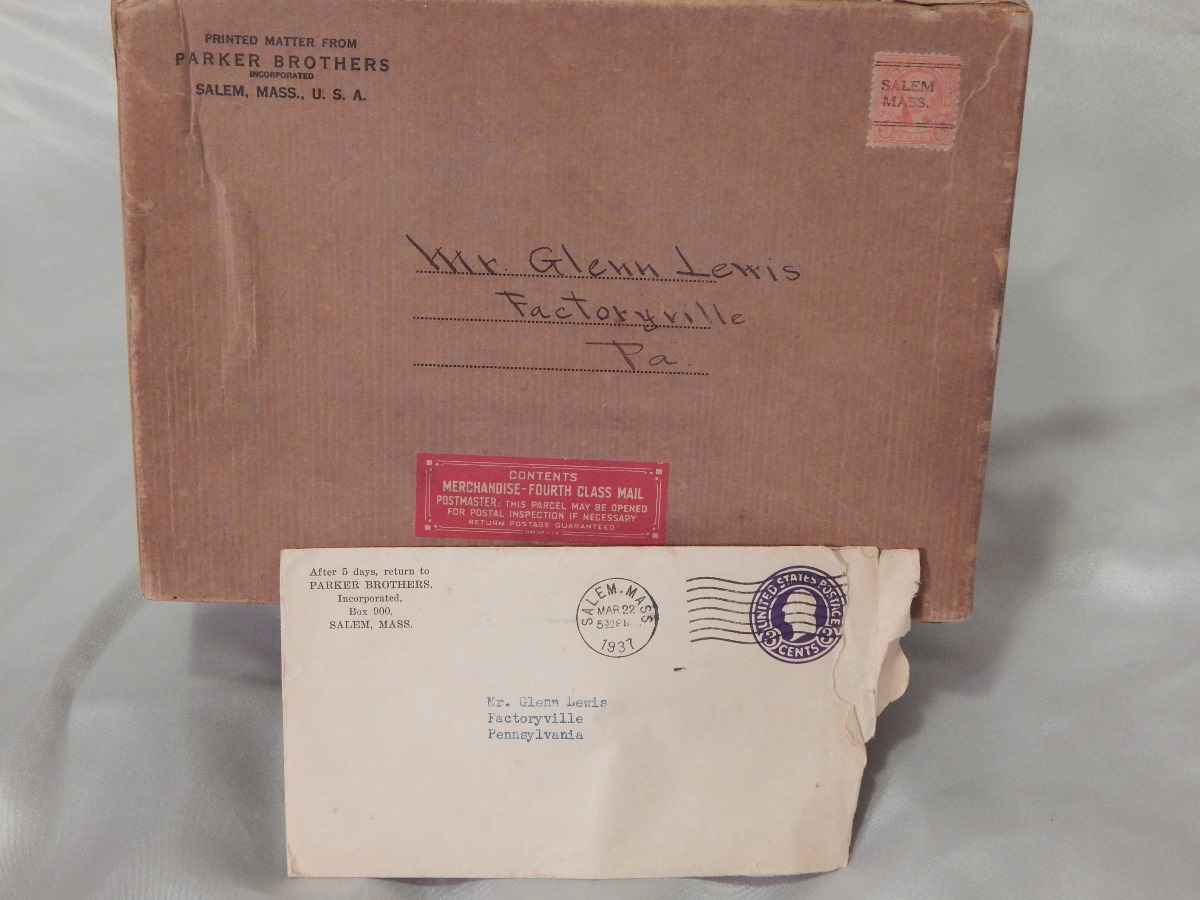 PRINTED MATTER FROM
PARKER BROTHERS
INCORPORATED
SALEM, MASS., U. S. A.
SALEM
MASS.
Mr. Glenn Lewis
Factoryville
Pa.
CONTENTS
MERCHANDISE-FOURTH CLASS MAIL
POSTMASTER: THIS PARCEL MAY BE OPENED
FOR POSTAL INSPECTION IF NECESSARY
RETURN POSTAGE GUARANTEED
After 5 days, return to
PARKER BROTHERS,
Incorporated,
Box 900,
SALEM, MASS.
SALEM, MASS
MAR 22
1937
UNITED STATES POSTAGE
3 CENTS 3
Mr. Glenn Lewis
Factoryville
Pennsylvania